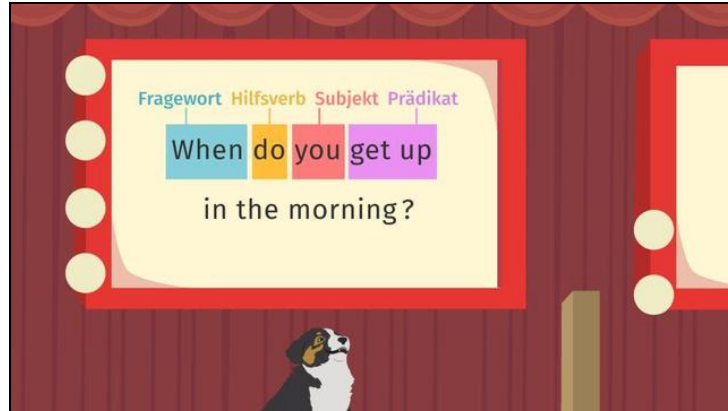 Fragewort Hilfsverb Subjekt Prädikat
When do you get up
in the morning?